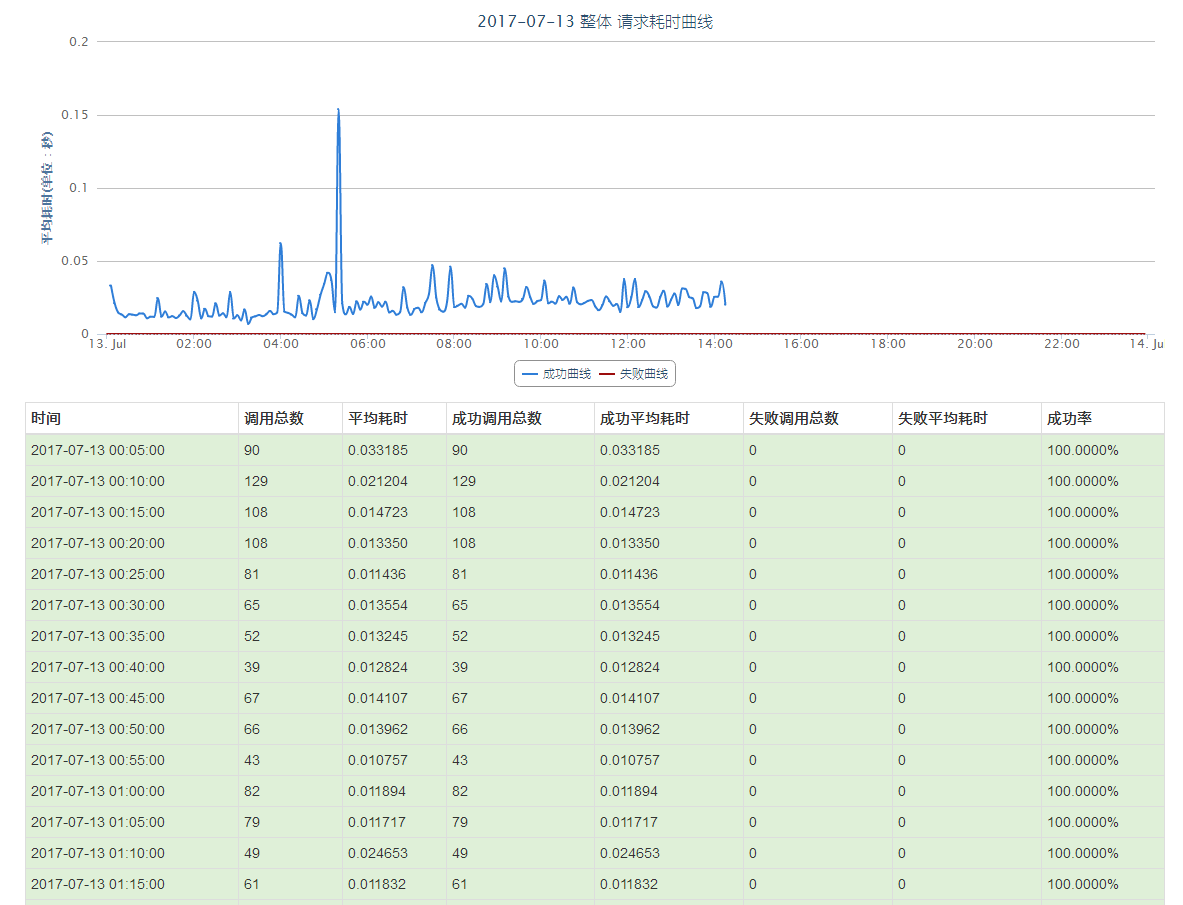 2017-07-13 整体 请求耗时曲线
0.2
0.15
0.1
0.05
0
平均耗时(单位：秒)
13. Jul 02:00 04:00 06:00 08:00 10:00 12:00 14:00 16:00 18:00 20:00 22:00 14. Ju
成功曲线 失败曲线
时间 调用总数 平均耗时 成功调用总数 成功平均耗时 失败调用总数 失败平均耗时 成功率
2017-07-13 00:05:00 90 0.033185 90 0.033185 0 0 100.0000%
2017-07-13 00:10:00 129 0.021204 129 0.021204 0 0 100.0000%
2017-07-13 00:15:00 108 0.014723 108 0.014723 0 0 100.0000%
2017-07-13 00:20:00 108 0.013350 108 0.013350 0 0 100.0000%
2017-07-13 00:25:00 81 0.011436 81 0.011436 0 0 100.0000%
2017-07-13 00:30:00 65 0.013554 65 0.013554 0 0 100.0000%
2017-07-13 00:35:00 52 0.013245 52 0.013245 0 0 100.0000%
2017-07-13 00:40:00 39 0.012824 39 0.012824 0 0 100.0000%
2017-07-13 00:45:00 67 0.014107 67 0.014107 0 0 100.0000%
2017-07-13 00:50:00 66 0.013962 66 0.013962 0 0 100.0000%
2017-07-13 00:55:00 43 0.010757 43 0.010757 0 0 100.0000%
2017-07-13 01:00:00 82 0.011894 82 0.011894 0 0 100.0000%
2017-07-13 01:05:00 79 0.011717 79 0.011717 0 0 100.0000%
2017-07-13 01:10:00 49 0.024653 49 0.024653 0 0 100.0000%
2017-07-13 01:15:00 61 0.011832 61 0.011832 0 0 100.0000%